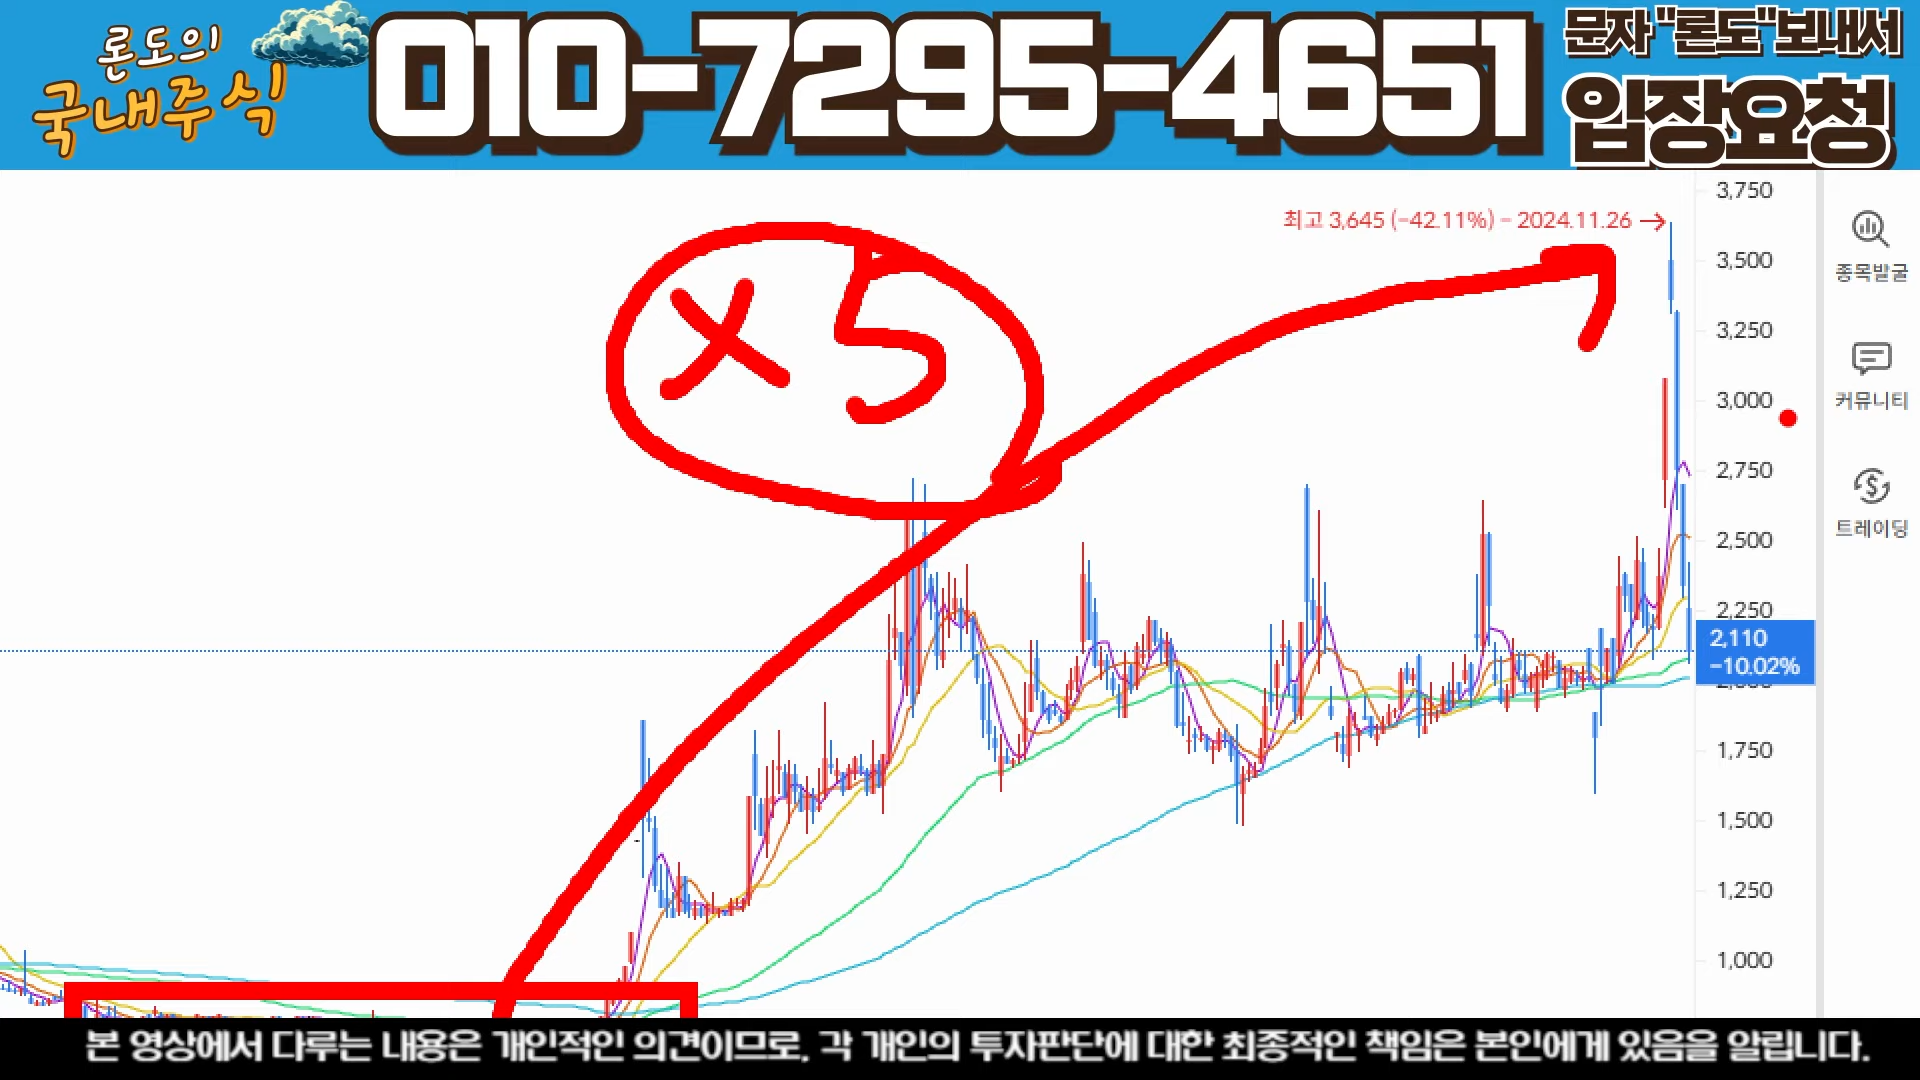 론도의
국내주식
010-7295-4651
문자 "론도"보내서
입장요청
최고 3,645 (-42.11%) - 2024.11.26 →
×5
3,750
3,500
3,250
3,000
2,750
2,500
2,250
2,110
-10.02%
1,750
1,500
1,250
1,000
종목발굴
커뮤니티
트레이딩
본 영상에서 다루는 내용은 개인적인 의견이므로, 각 개인의 투자판단에 대한 최종적인 책임은 본인에게 있음을 알립니다.